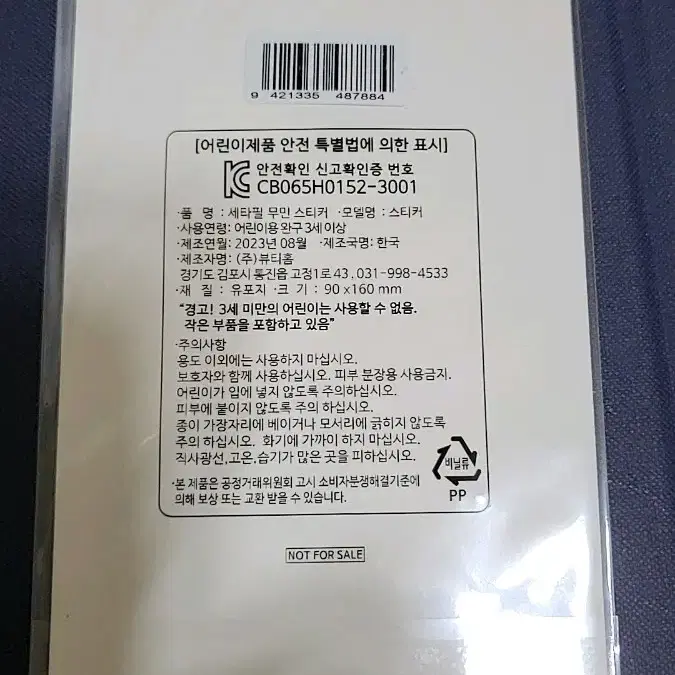 9 421335 487884
[어린이제품 안전 특별법에 의한 표시]
안전확인 신고확인증 번호
CB065H0152-3001
·품 명 : 세타필 무민 스티커 ·모델명 : 스티커
·사용연령: 어린이용 완구 3세 이상
·제조연월: 2023년 08월 ·제조국명: 한국
·제조자명: (주)뷰티홈
경기도 김포시 통진읍 고정1로 43 , 031-998-4533
·재 질 : 유포지 ·크 기 : 90 x 160 mm
"경고! 3세 미만의 어린이는 사용할 수 없음.
작은 부품을 포함하고 있음"
·주의사항
용도 이외에는 사용하지 마십시오.
보호자와 함께 사용하십시오. 피부 분장용 사용금지.
어린이가 입에 넣지 않도록 주의하십시오.
피부에 붙이지 않도록 주의 하십시오.
종이 가장자리에 베이거나 모서리에 긁히지 않도록
주의 하십시오. 화기에 가까이 하지 마십시오.
직사광선,고온,습기가 많은 곳을 피하십시오.
비닐류
PP
·본 제품은 공정거래위원회 고시 소비자분쟁해결기준에
의해 보상 또는 교환 받을 수 있습니다.
NOT FOR SALE